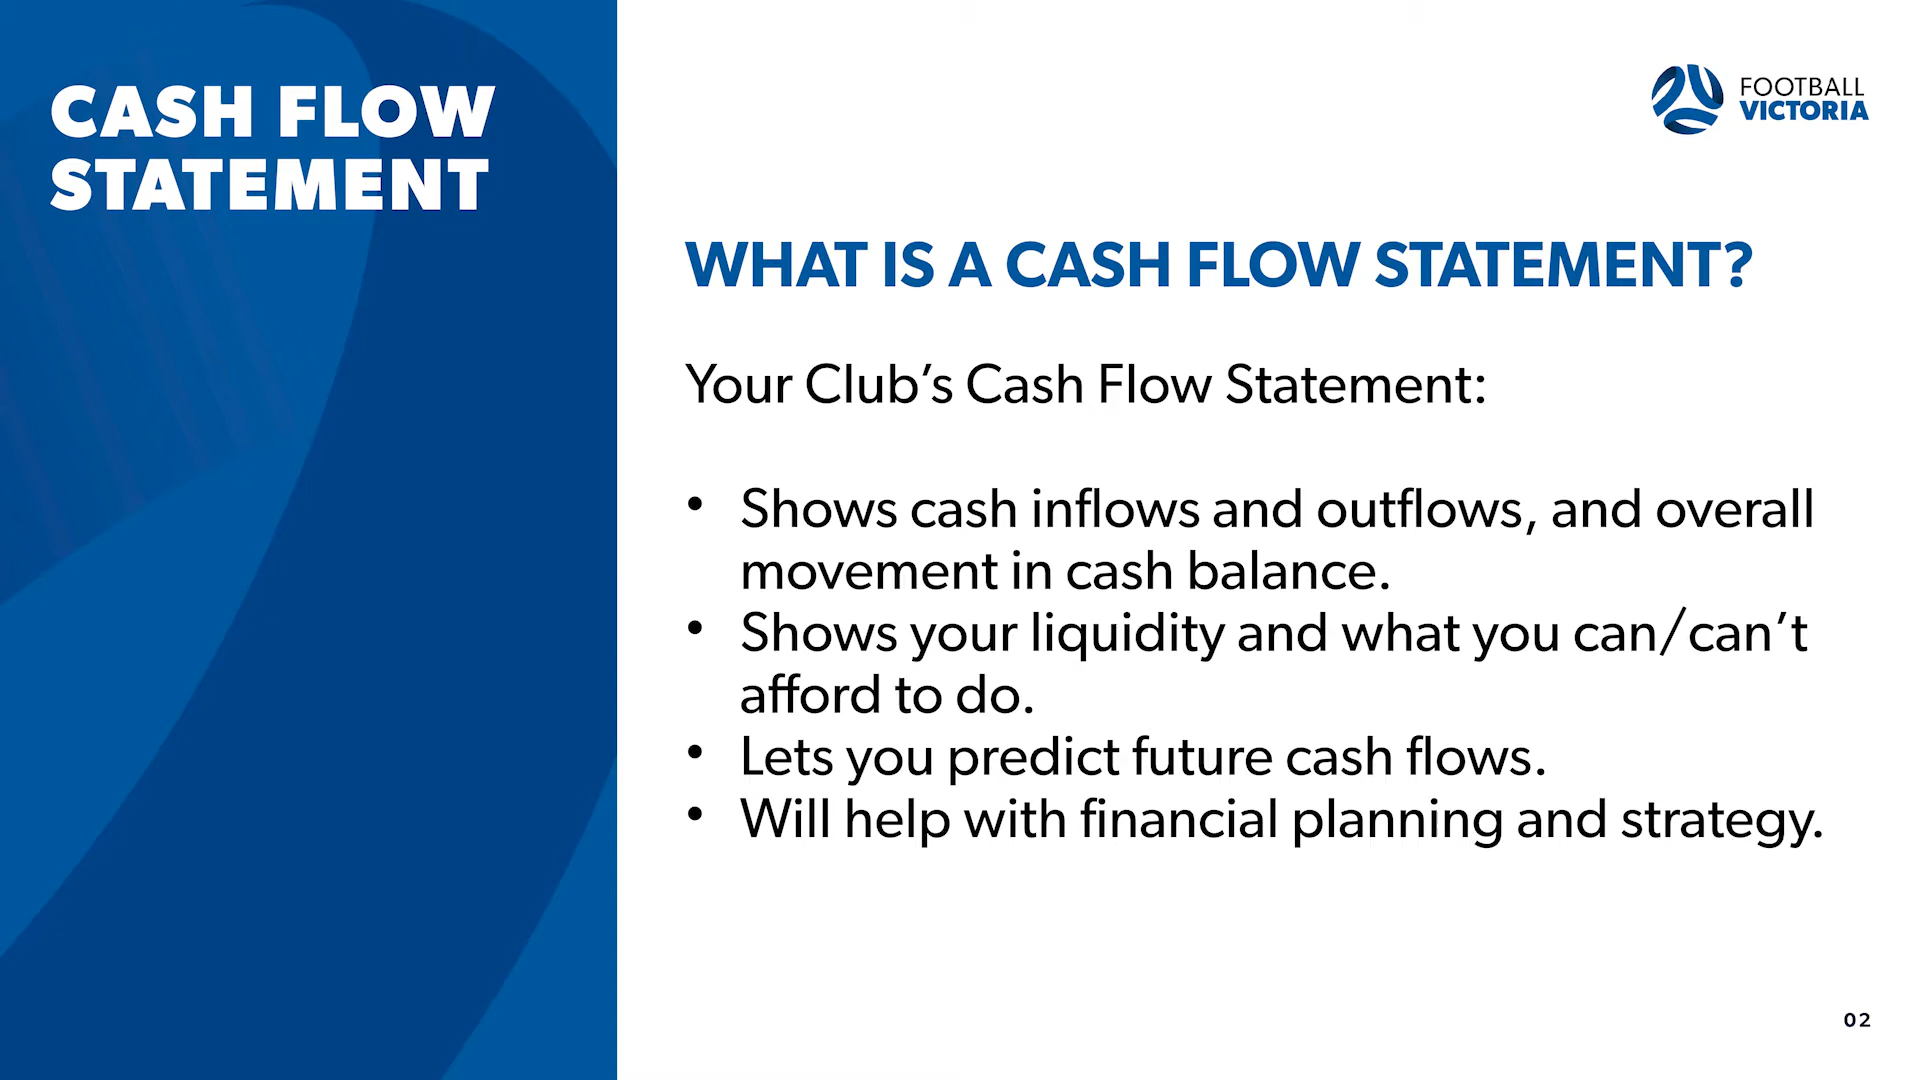 CASH FLOW
STATEMENT
FOOTBALL
VICTORIA
WHAT IS A CASH FLOW STATEMENT?
Your Club’s Cash Flow Statement:
• Shows cash inflows and outflows, and overall
movement in cash balance.
• Shows your liquidity and what you can/can’t
afford to do.
• Lets you predict future cash flows.
• Will help with financial planning and strategy.
02